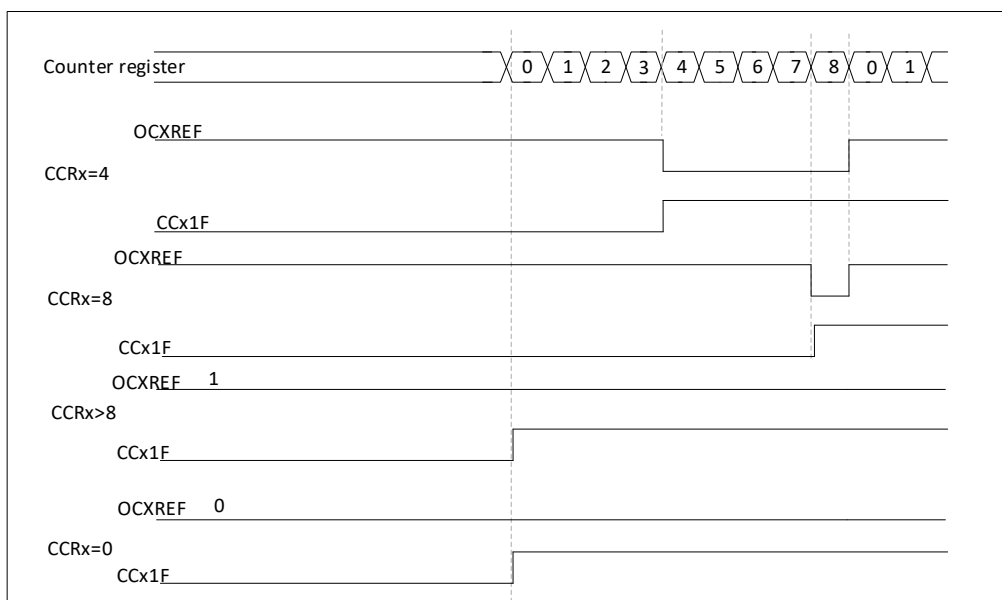 Counter register 0 1 2 3 4 5 6 7 8 0 1
OCXREF
CCRx=4
CCx1F
OCXREF
CCRx=8
CCx1F
OCXREF 1
CCRx>8
CCx1F
OCXREF 0
CCRx=0
CCx1F